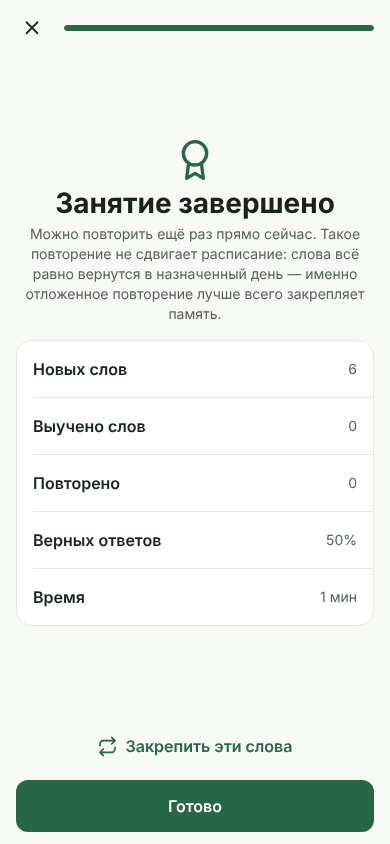 Занятие завершено
Можно повторить ещё раз прямо сейчас. Такое
повторение не сдвигает расписание: слова всё
равно вернутся в назначенный день — именно
отложенное повторение лучше всего закрепляет
память.
Новых слов 6
Выучено слов 0
Повторено 0
Верных ответов 50%
Время 1 мин
Закрепить эти слова
Готово